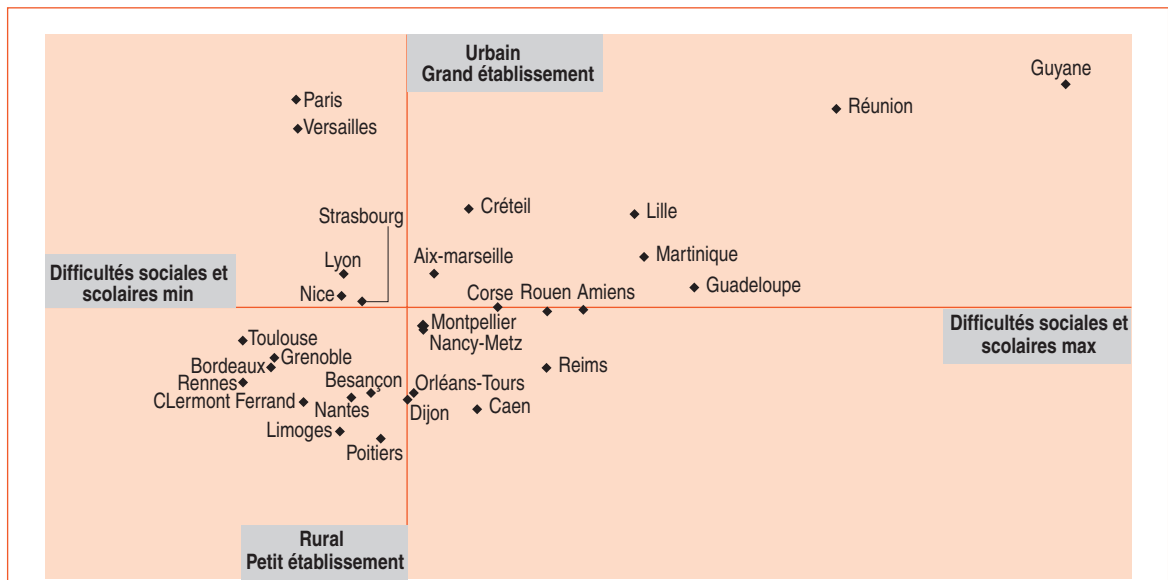 Urbain
Grand établissement
Guyane
Paris
Réunion
Versailles
Créteil
Lille
Strasbourg
Lyon
Aix-marseille
Martinique
Difficultés sociales et
scolaires min
Nice
Corse
Rouen
Amiens
Guadeloupe
Montpellier
Difficultés sociales et
scolaires max
Toulouse
Nancy-Metz
Grenoble
Bordeaux
Reims
Rennes
Besançon
Orléans-Tours
CLermont Ferrand
Nantes
Dijon
Caen
Limoges
Poitiers
Rural
Petit établissement